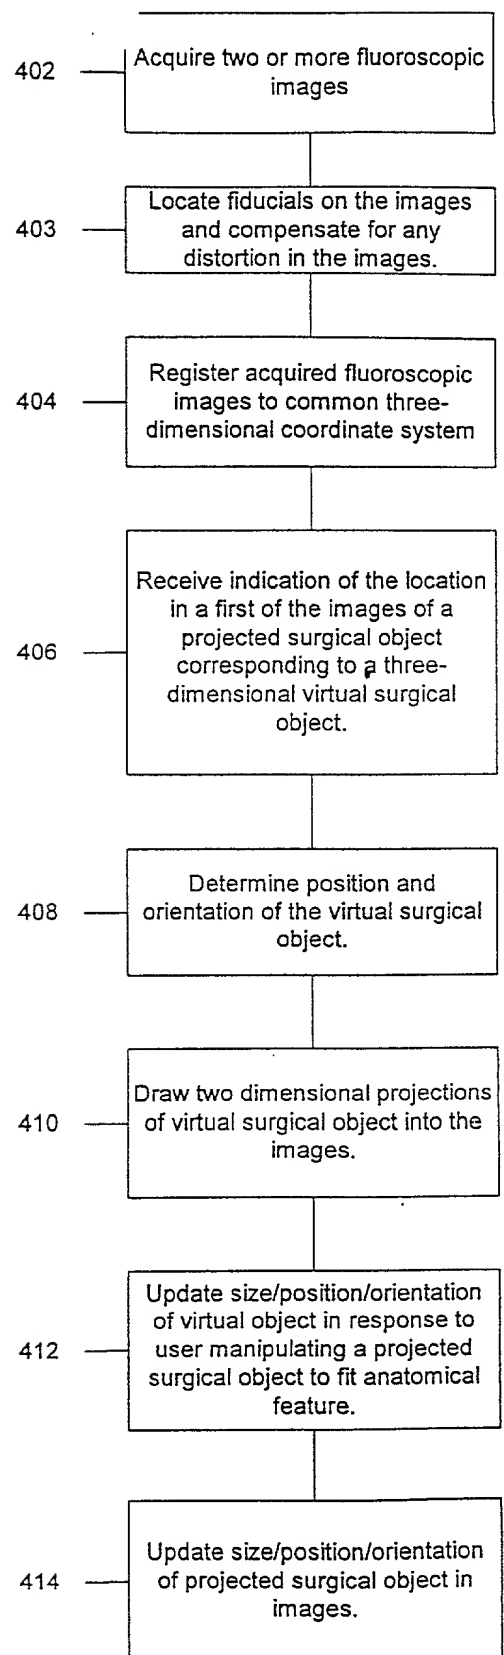 402
Acquire two or more fluoroscopic
images
403
Locate fiducials on the images
and compensate for any
distortion in the images.
404
Register acquired fluoroscopic
images to common three-
dimensional coordinate system
406
Receive indication of the location
in a first of the images of a
projected surgical object
corresponding to a three-
dimensional virtual surgical
object.
408
Determine position and
orientation of the virtual surgical
object.
410
Draw two dimensional projections
of virtual surgical object into the
images.
412
Update size/position/orientation
of virtual object in response to
user manipulating a projected
surgical object to fit anatomical
feature.
414
Update size/position/orientation
of projected surgical object in
images.